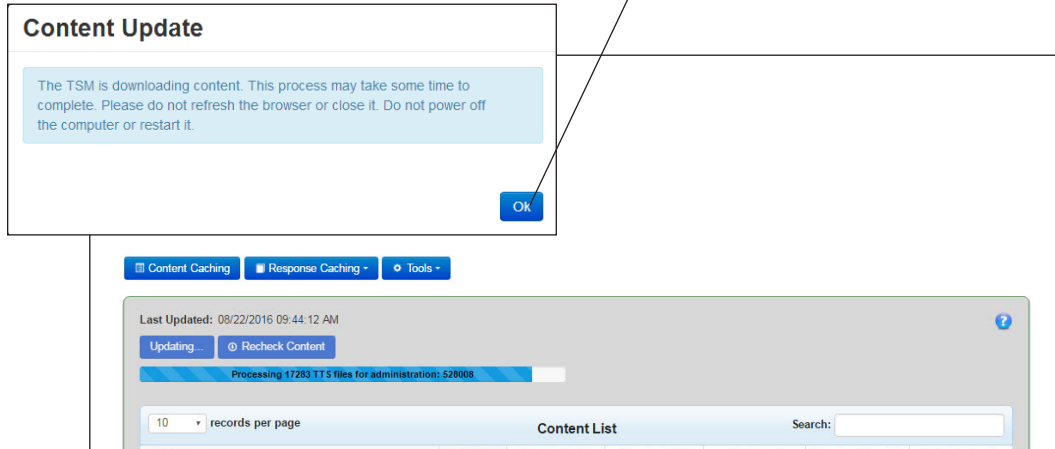 Content Update
The TSM is downloading content. This process may take some time to
complete. Please do not refresh the browser or close it. Do not power off
the computer or restart it.
Ok
Content Caching Response Caching Tools
Last Updated: 08/22/2016 09:44:12 AM
Updating... Recheck Content
Processing 17283 TTS files for administration: 528008
10 records per page Content List Search: